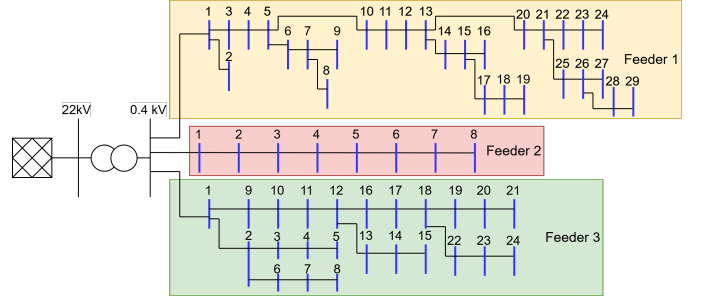 1 3 4 5 10 11 12 13 20 21 22 23 24
6 7 9 14 15 16
2 8 25 26 27
17 18 19 28 29
Feeder 1
22kV 0.4 kV
1 2 3 4 5 6 7 8
Feeder 2
1 9 10 11 12 16 17 18 19 20 21
2 3 4 5 13 14 15 22 23 24
6 7 8
Feeder 3